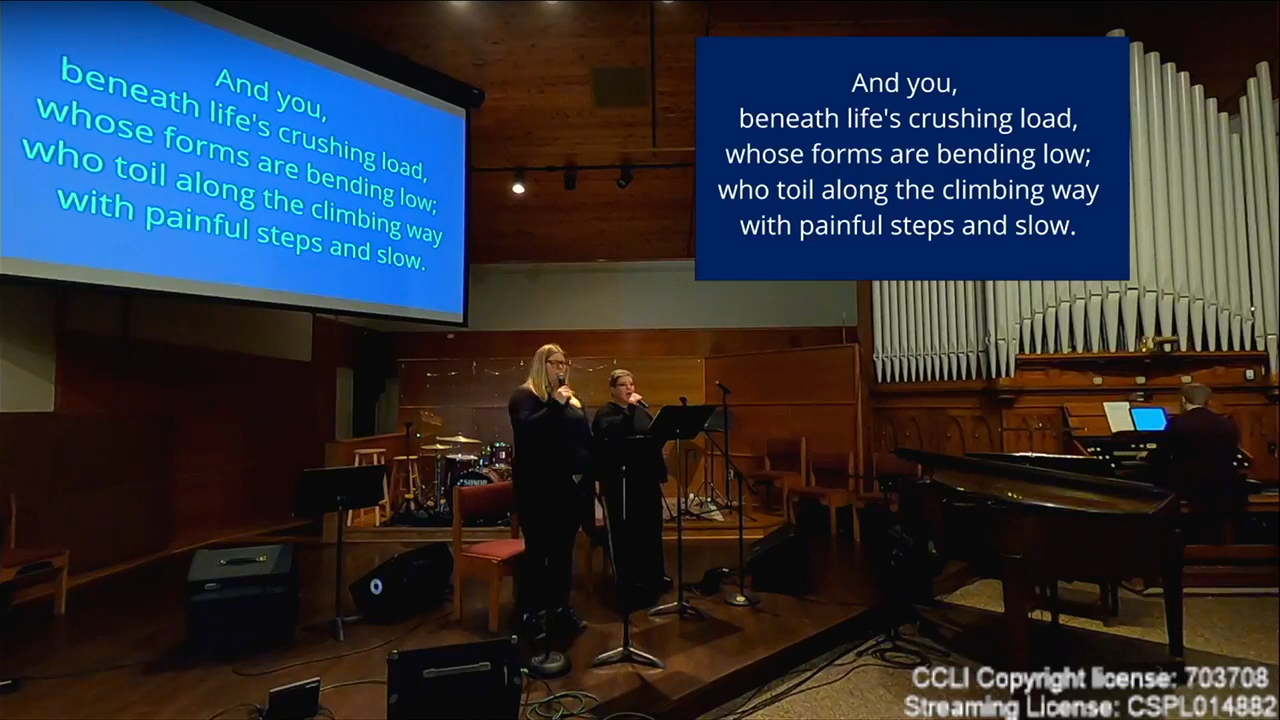 And you,
beneath life's crushing load,
whose forms are bending low;
who toil along the climbing way
with painful steps and slow.
And you,
beneath life's crushing load,
whose forms are bending low;
who toil along the climbing way
with painful steps and slow.
SONOR
CCLI Copyright license: 703708
Streaming License: CSPL014882